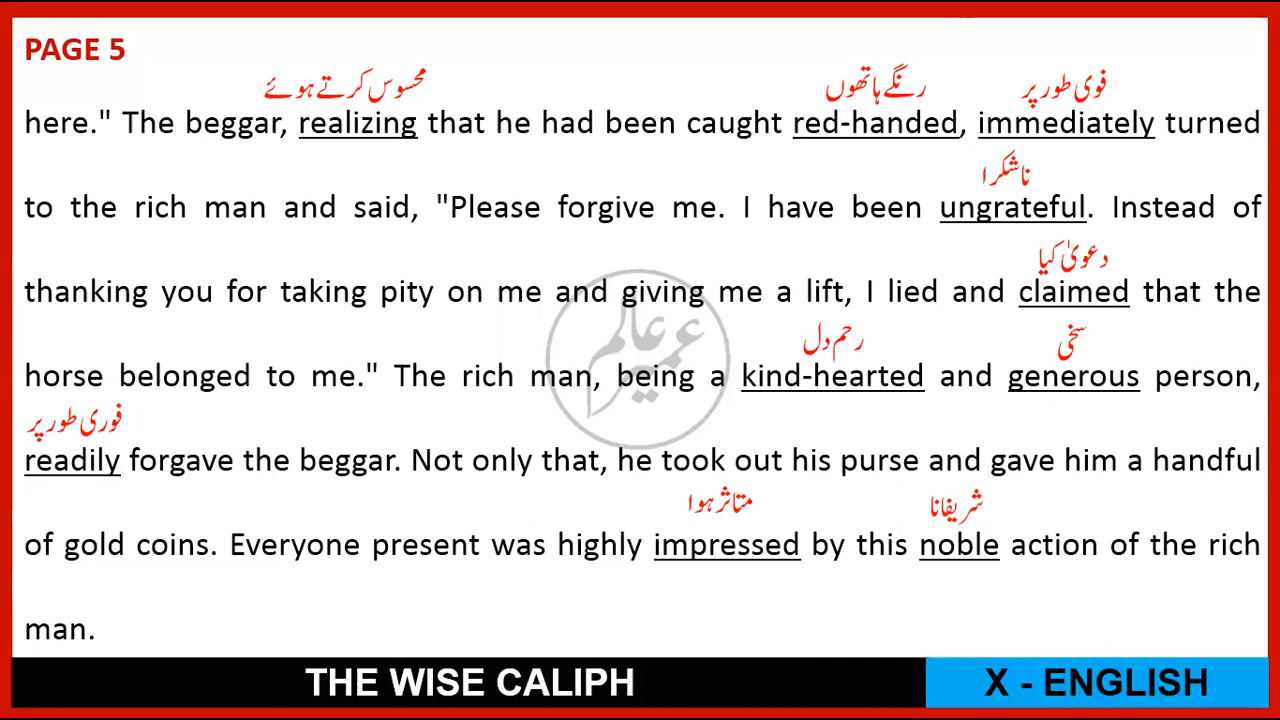 PAGE 5
محسوس کرتے ہوئے رنگے ہاتھوں فوی طور پر
here." The beggar, realizing that he had been caught red-handed, immediately turned
ناشکرا
to the rich man and said, "Please forgive me. I have been ungrateful. Instead of
دعویٰ کیا
thanking you for taking pity on me and giving me a lift, I lied and claimed that the
رحم دل سخی
horse belonged to me." The rich man, being a kind-hearted and generous person,
فوری طور پر
readily forgave the beggar. Not only that, he took out his purse and gave him a handful
متاثر ہوا شریفانا
of gold coins. Everyone present was highly impressed by this noble action of the rich
man.
عمیر عالم
THE WISE CALIPH
X - ENGLISH